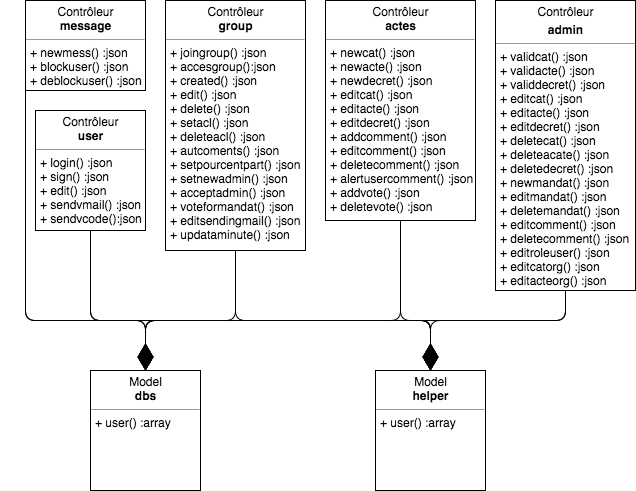 Contrôleur
message
+ newmess() :json
+ blockuser() :json
+ deblockuser() :json
Contrôleur
user
+ login() :json
+ sign() :json
+ edit() :json
+ sendvmail() :json
+ sendvcode():json
Contrôleur
group
+ joingroup() :json
+ accesgroup():json
+ created() :json
+ edit() :json
+ delete() :json
+ setacl() :json
+ deleteacl() :json
+ autcoments() :json
+ setpourcentpart() :json
+ setnewadmin() :json
+ acceptadmin() :json
+ voteformandat() :json
+ editsendingmail() :json
+ updataminute() :json
Contrôleur
actes
+ newcat() :json
+ newacte() :json
+ newdecret() :json
+ editcat() :json
+ editacte() :json
+ editdecret() :json
+ addcomment() :json
+ editcomment() :json
+ deletecomment() :json
+ alertusercomment() :json
+ addvote() :json
+ deletevote() :json
Contrôleur
admin
+ validcat() :json
+ validacte() :json
+ validdecret() :json
+ editcat() :json
+ editacte() :json
+ editdecret() :json
+ deletecat() :json
+ deleteacate() :json
+ deletedecret() :json
+ newmandat() :json
+ editmandat() :json
+ deletemandat() :json
+ editcomment() :json
+ deletecomment() :json
+ editroleuser() :json
+ editcatorg() :json
+ editacteorg() :json
Model
dbs
+ user() :array
Model
helper
+ user() :array